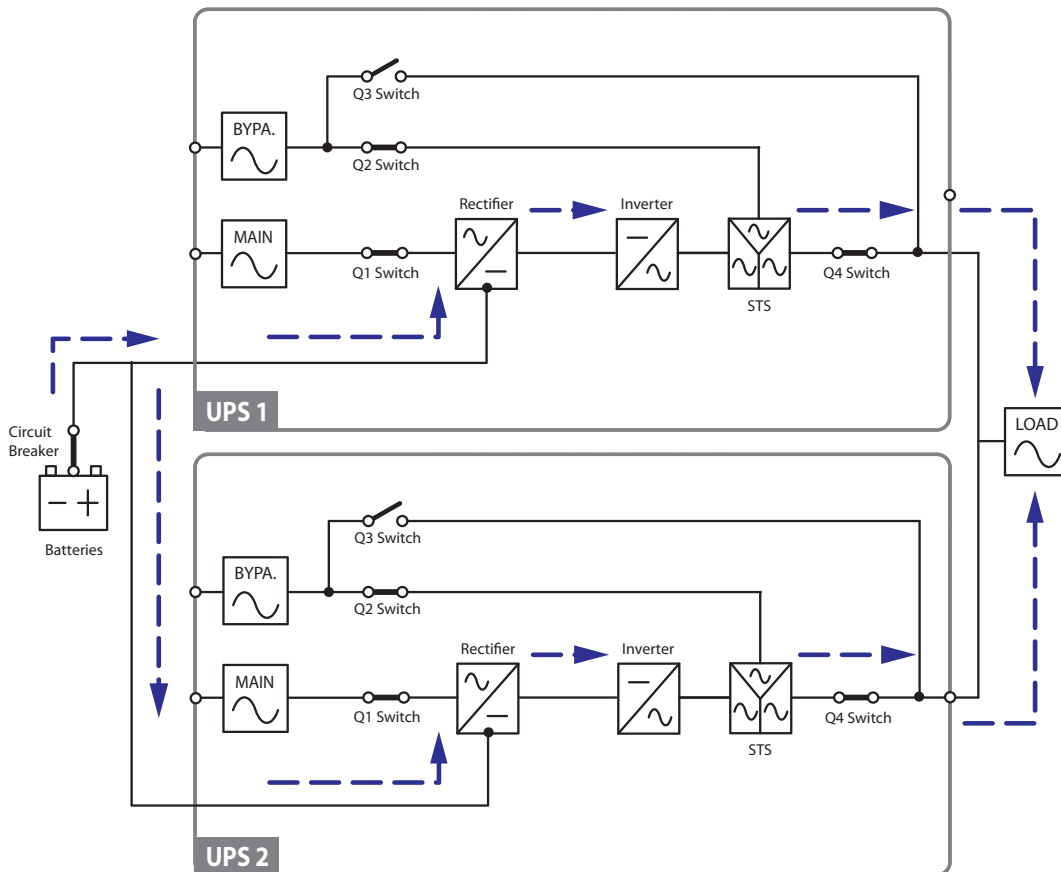 Q3 Switch
BYPA.
Q2 Switch
Rectifier
Inverter
MAIN
Q1 Switch
STS
Q4 Switch
UPS 1
Circuit
Breaker
Batteries
LOAD
Q3 Switch
BYPA.
Q2 Switch
Rectifier
Inverter
MAIN
Q1 Switch
STS
Q4 Switch
UPS 2